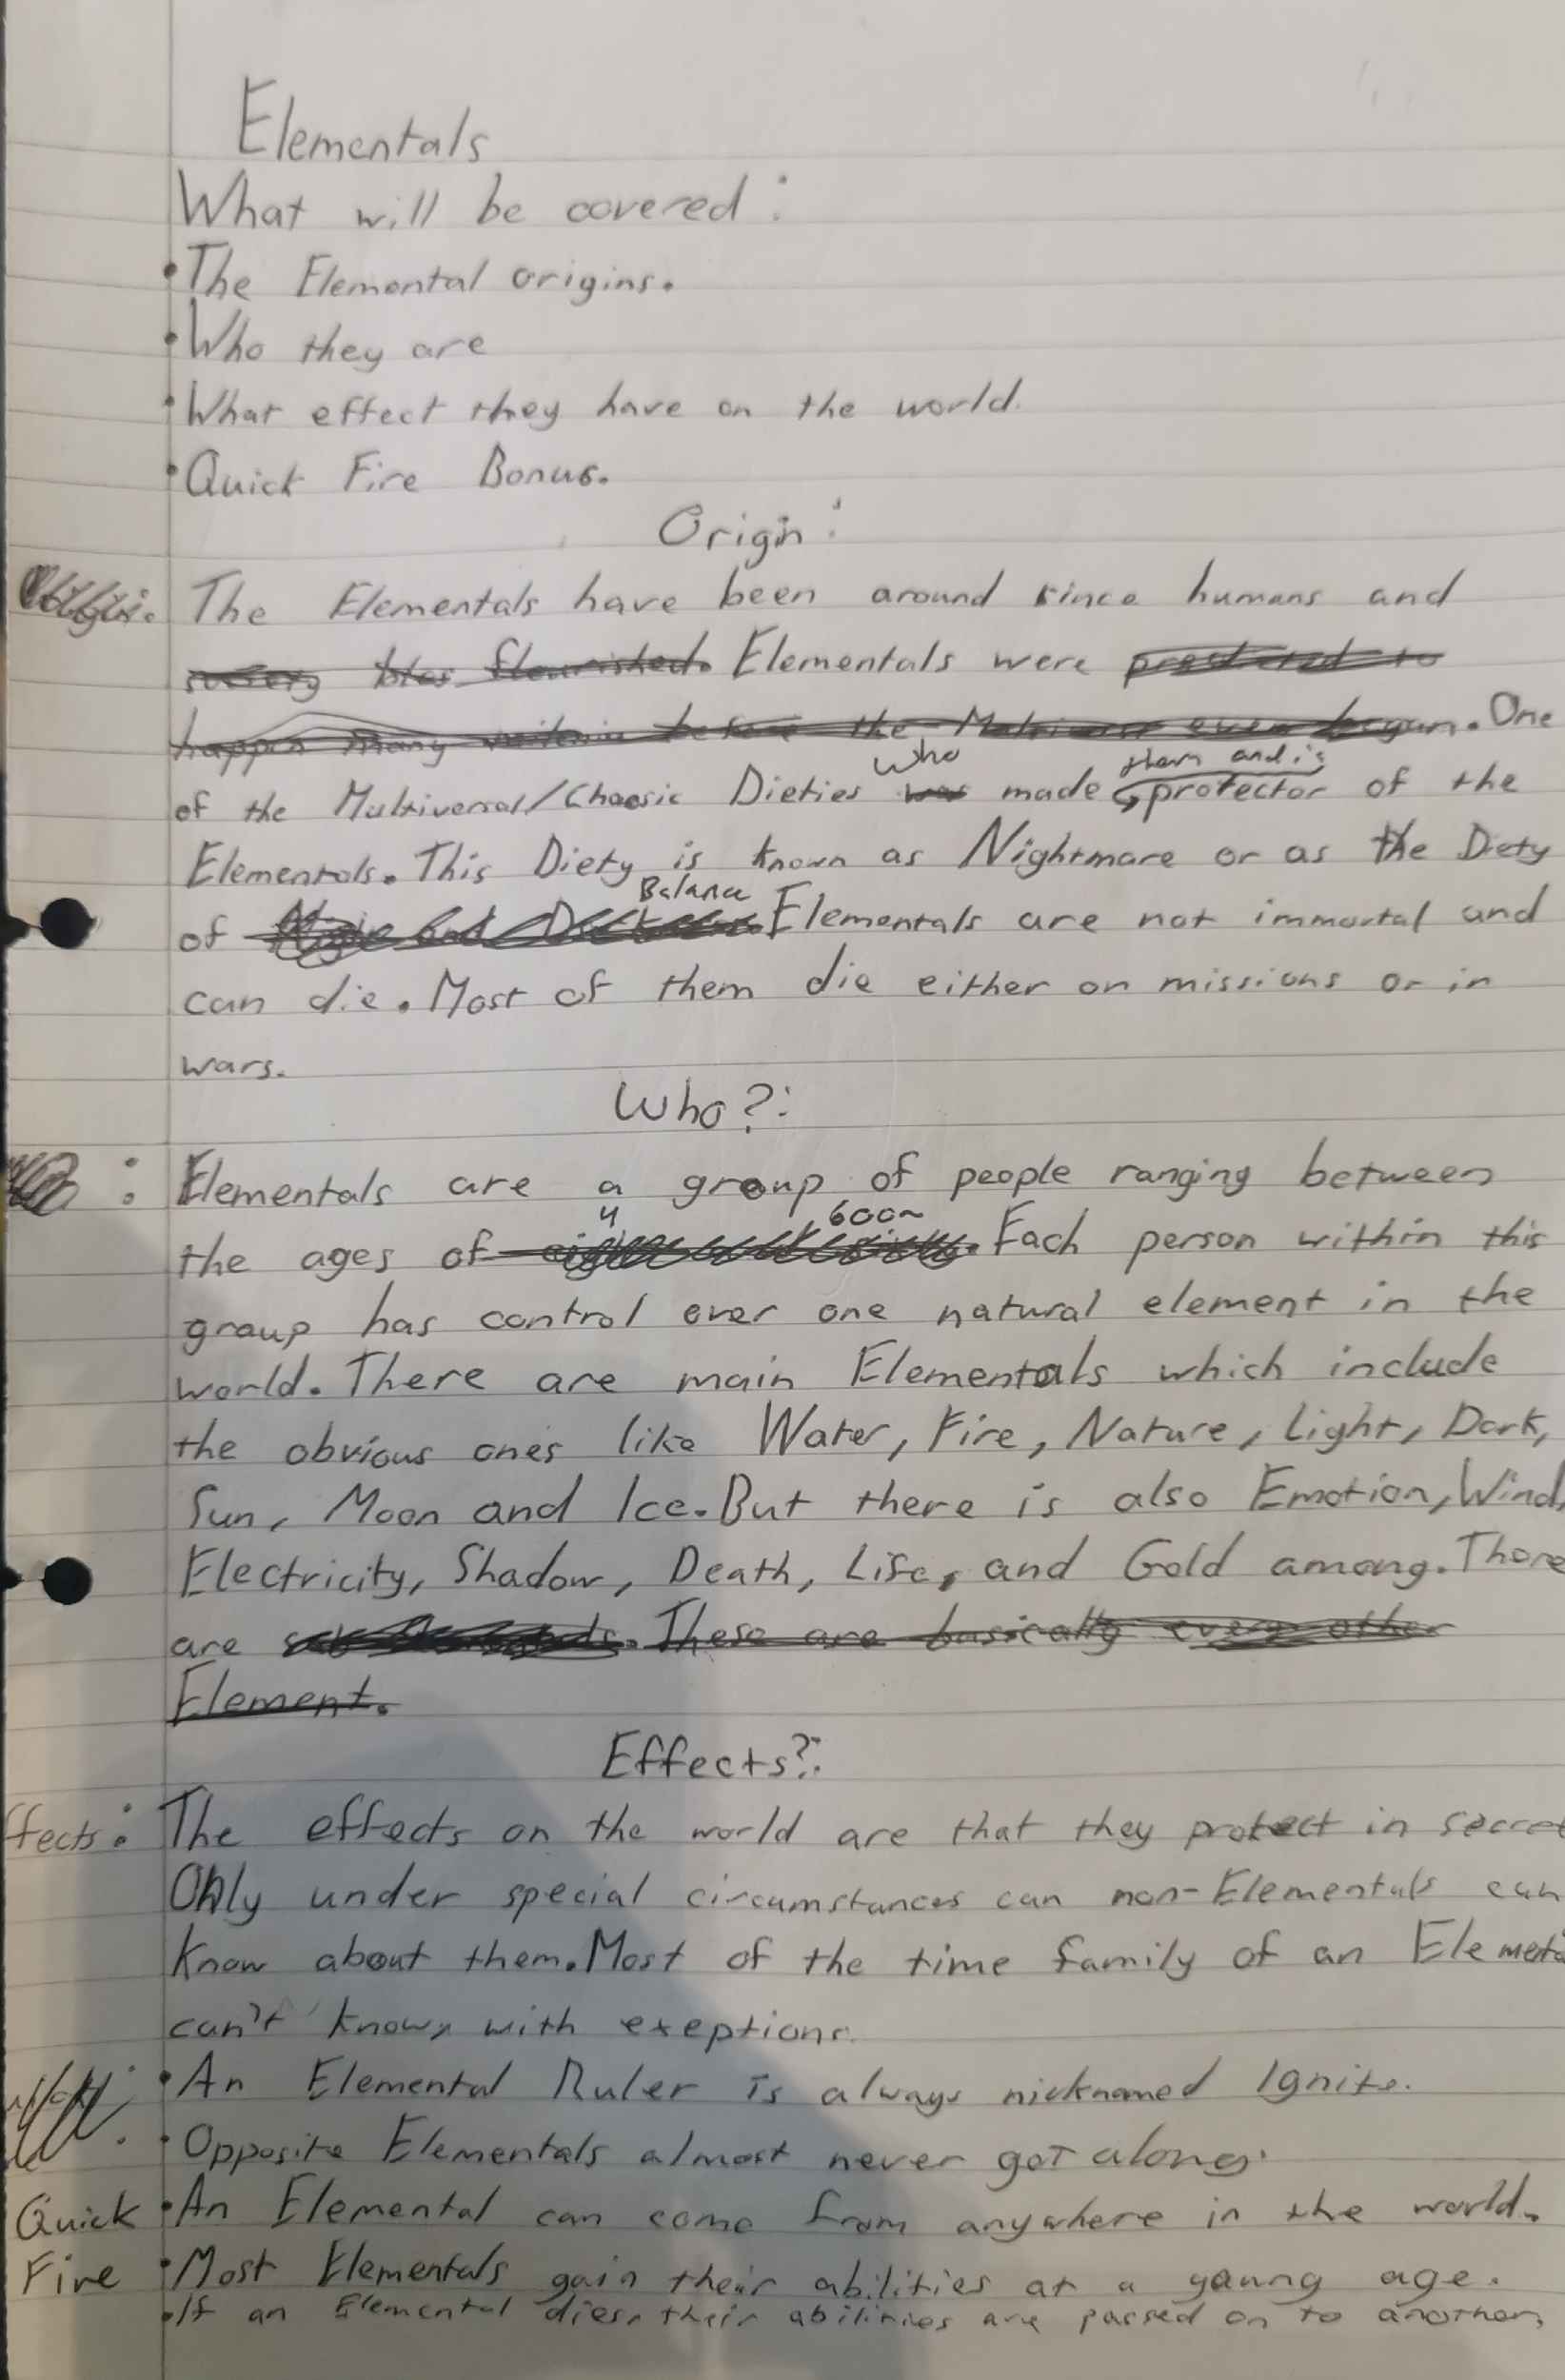 Elementals
What will be covered:
•The Elemental origins.
•Who they are
•What effect they have on the world.
•Quick Fire Bonus.
Origin:
The Elementals have been around since humans and
flourished. Elementals were
happen many before the even began. One
who them and is
of the Multiversal/Chaosic Dieties was made protector of the
Elementals. This Diety is known as Nightmare or as the Diety
Balance
of Elementals are not immortal and
can die. Most of them die either on missions or in
wars.
Who?:
: Elementals are a group of people ranging between
4 600~
the ages of Each person within this
group has control over one natural element in the
world. There are main Elementals which include
the obvious ones like Water, Fire, Nature, Light, Dark,
Sun, Moon and Ice. But there is also Emotion, Wind,
Electricity, Shadow, Death, Life, and Gold among. There
are These are basically every other
Element.
Effects?:
ffects: The effects on the world are that they protect in secret
Only under special circumstances can non-Elementals can
know about them. Most of the time family of an Elementa
can't know, with exeptions.
•An Elemental Ruler is always nicknamed Ignite.
•Opposite Elementals almost never get along.
Quick •An Elemental can come from anywhere in the world.
Fire •Most Elementals gain their abilities at a young age.
•If an Elemental dies, their abilities are passed on to another,